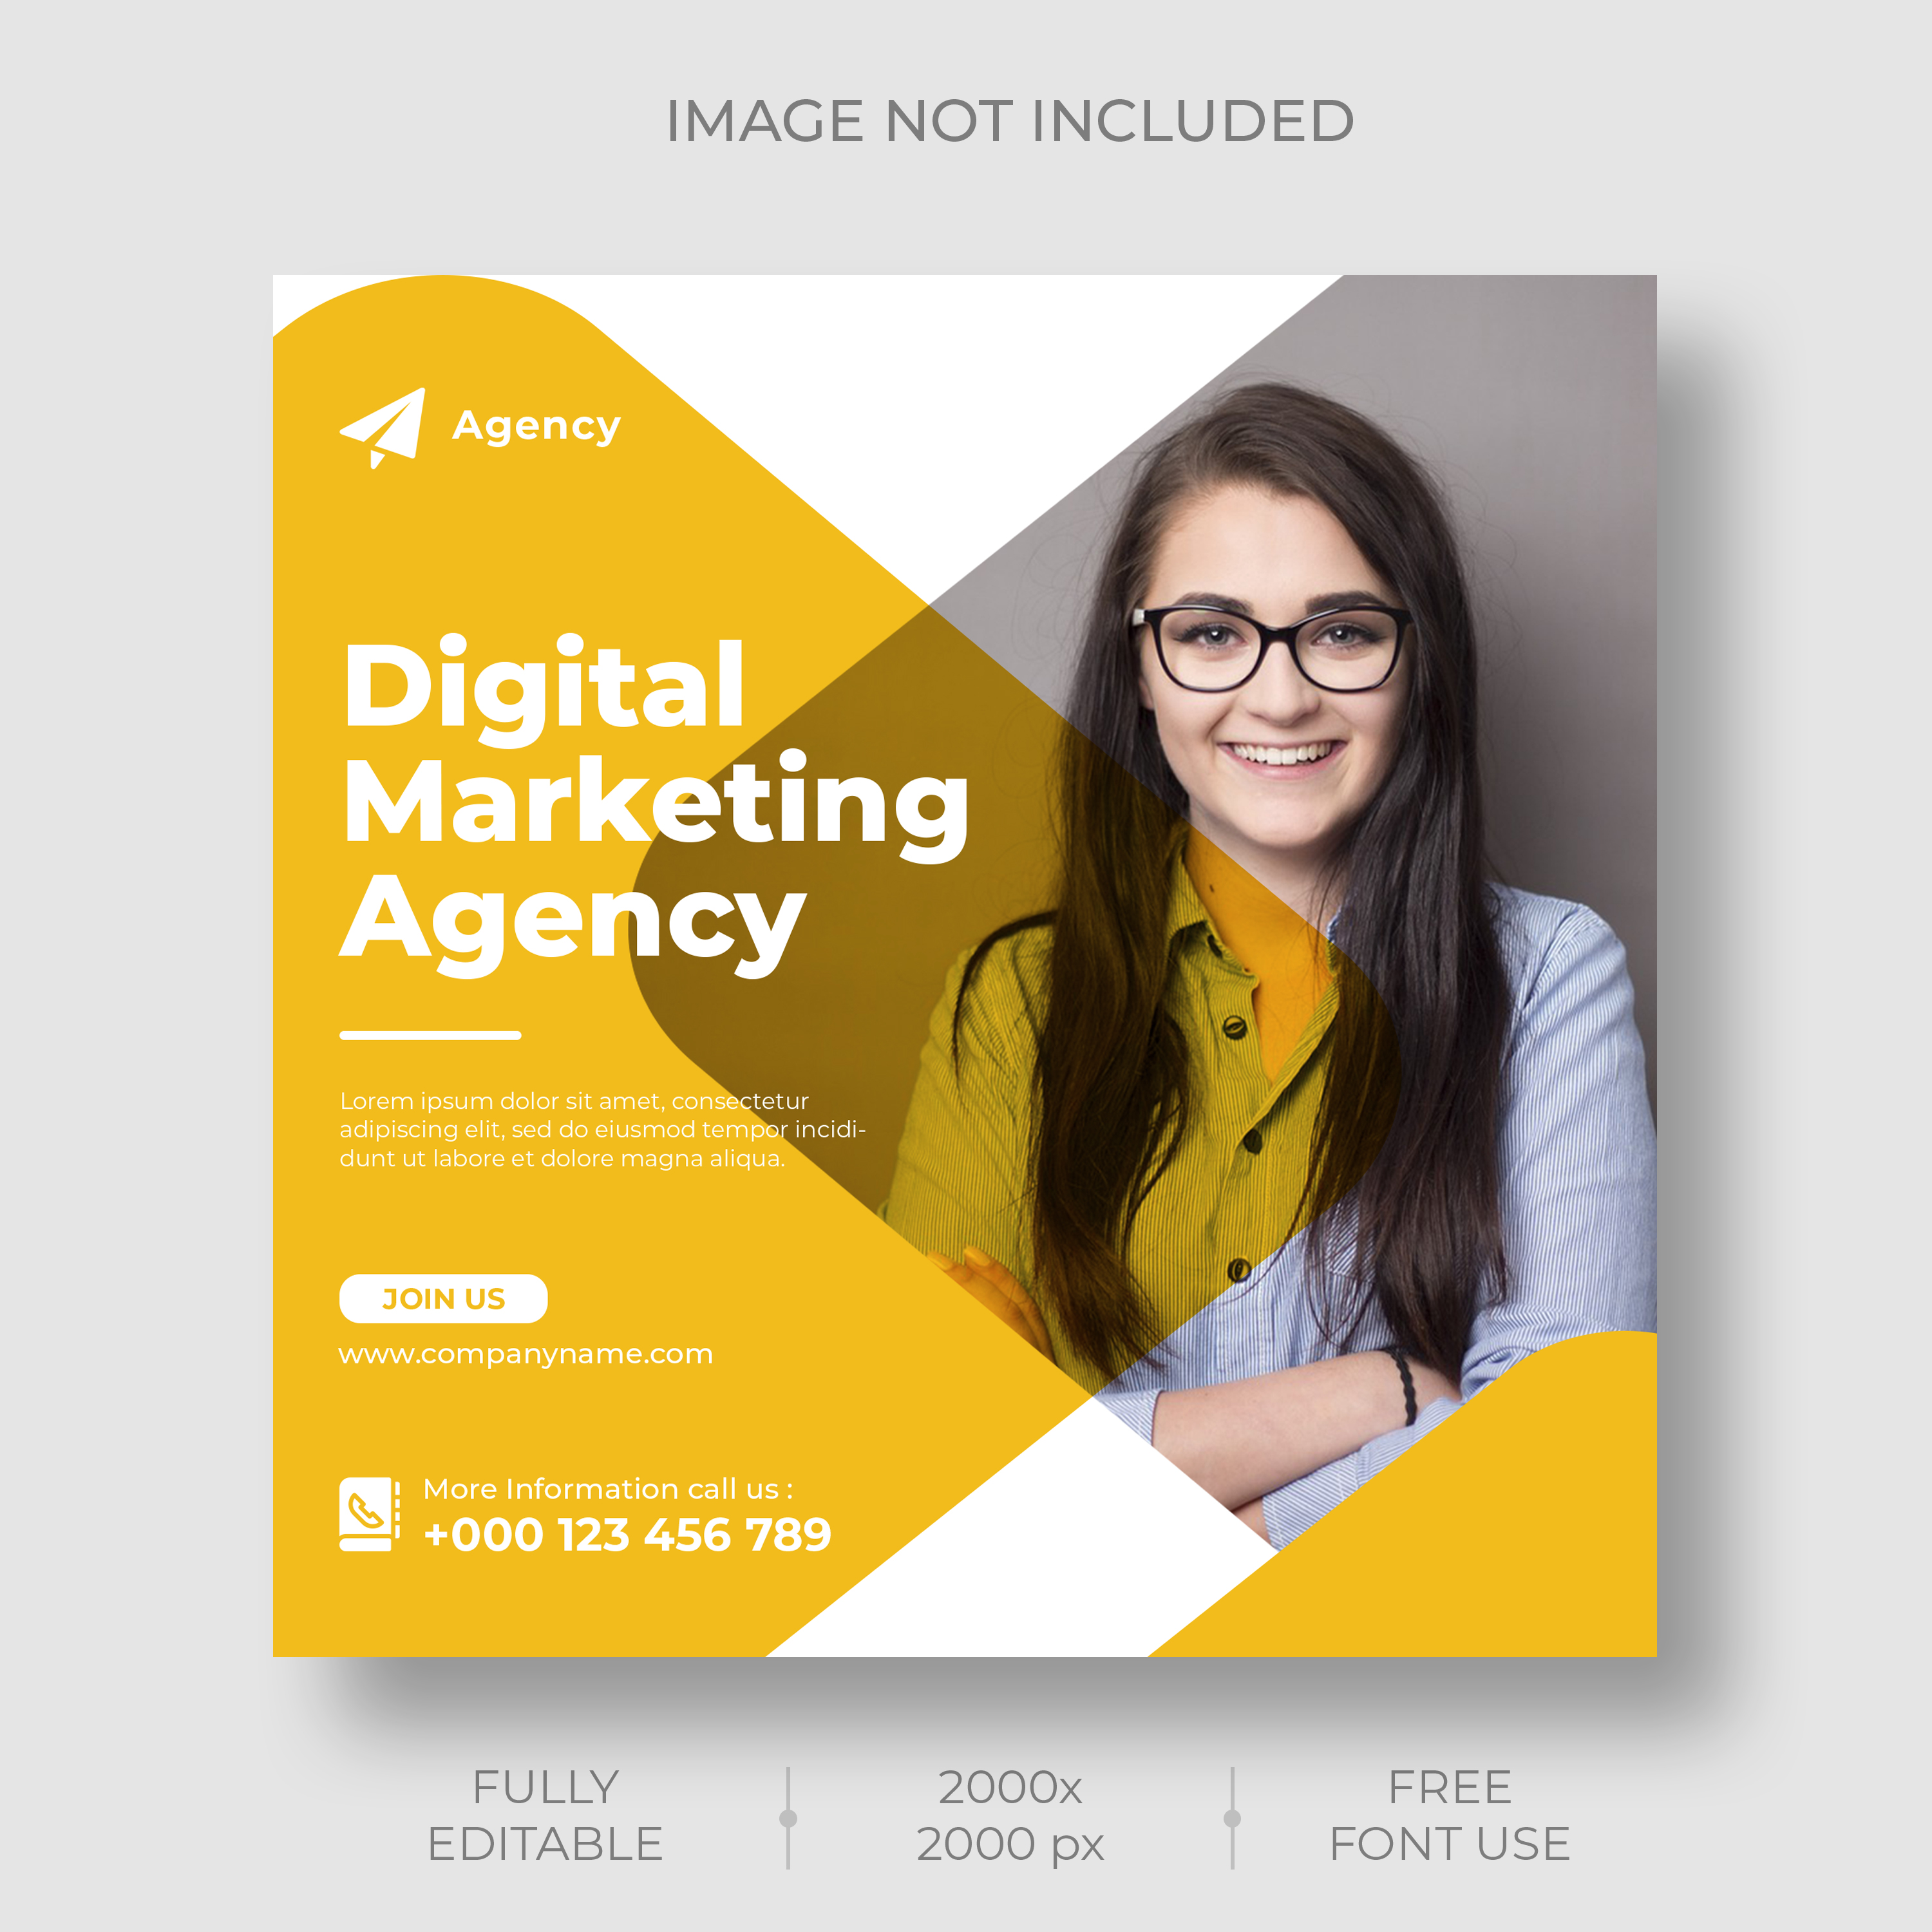 IMAGE NOT INCLUDED
Agency
Digital
Marketing
Agency
Lorem ipsum dolor sit amet, consectetur
adipiscing elit, sed do eiusmod tempor incidi-
dunt ut labore et dolore magna aliqua.
JOIN US
www.companyname.com
More Information call us :
+000 123 456 789
FULLY
EDITABLE
2000x
2000 px
FREE
FONT USE